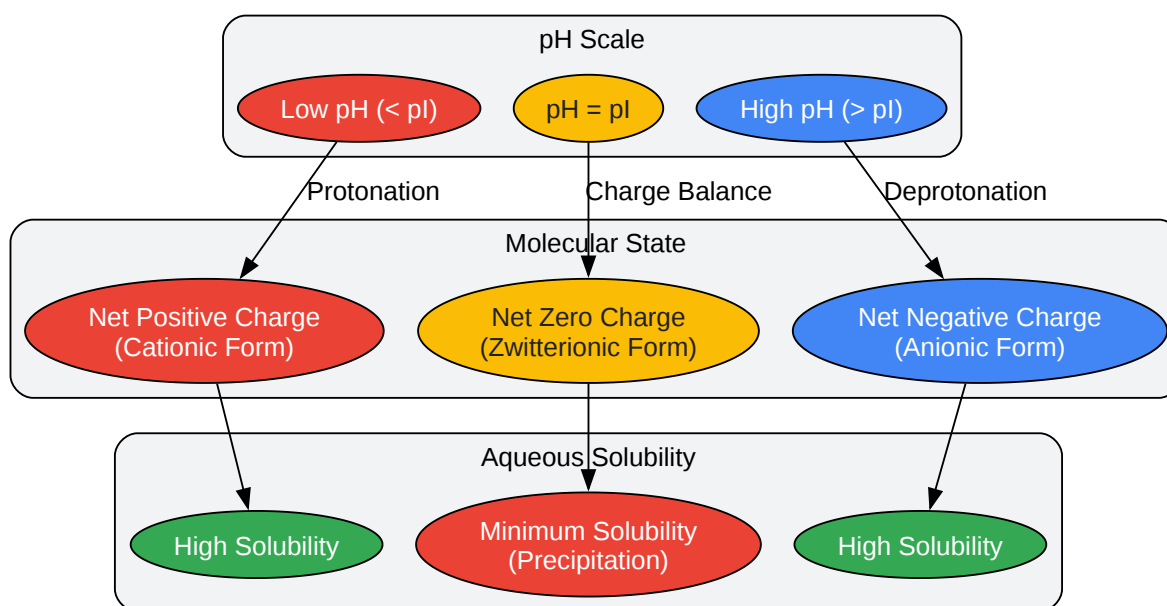 pH Scale
Low pH (< pI)
pH = pI
High pH (> pI)
Protonation
Charge Balance
Deprotonation
Molecular State
Net Positive Charge
(Cationic Form)
Net Zero Charge
(Zwitterionic Form)
Net Negative Charge
(Anionic Form)
Aqueous Solubility
High Solubility
Minimum Solubility
(Precipitation)
High Solubility